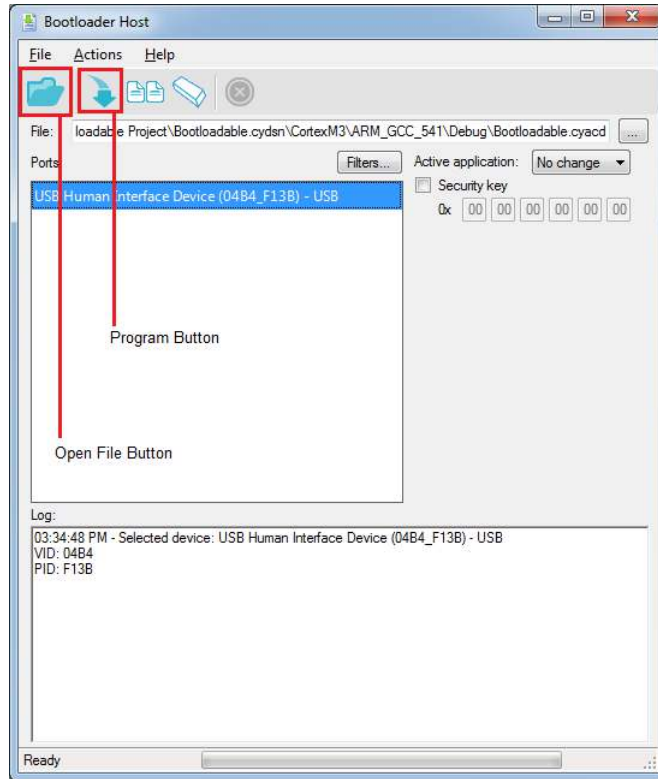 Bootloader Host
File Actions Help
File: loadable Project\Bootloadable.cydsn\CortexM3\ARM_GCC_541\Debug\Bootloadable.cyacd ...
Ports Filters... Active application: No change
Security key
USB Human Interface Device (04B4_F13B) - USB
0x 00 00 00 00 00 00
Program Button
Open File Button
Log:
03:34:48 PM - Selected device: USB Human Interface Device (04B4_F13B) - USB
VID: 04B4
PID: F13B
Ready